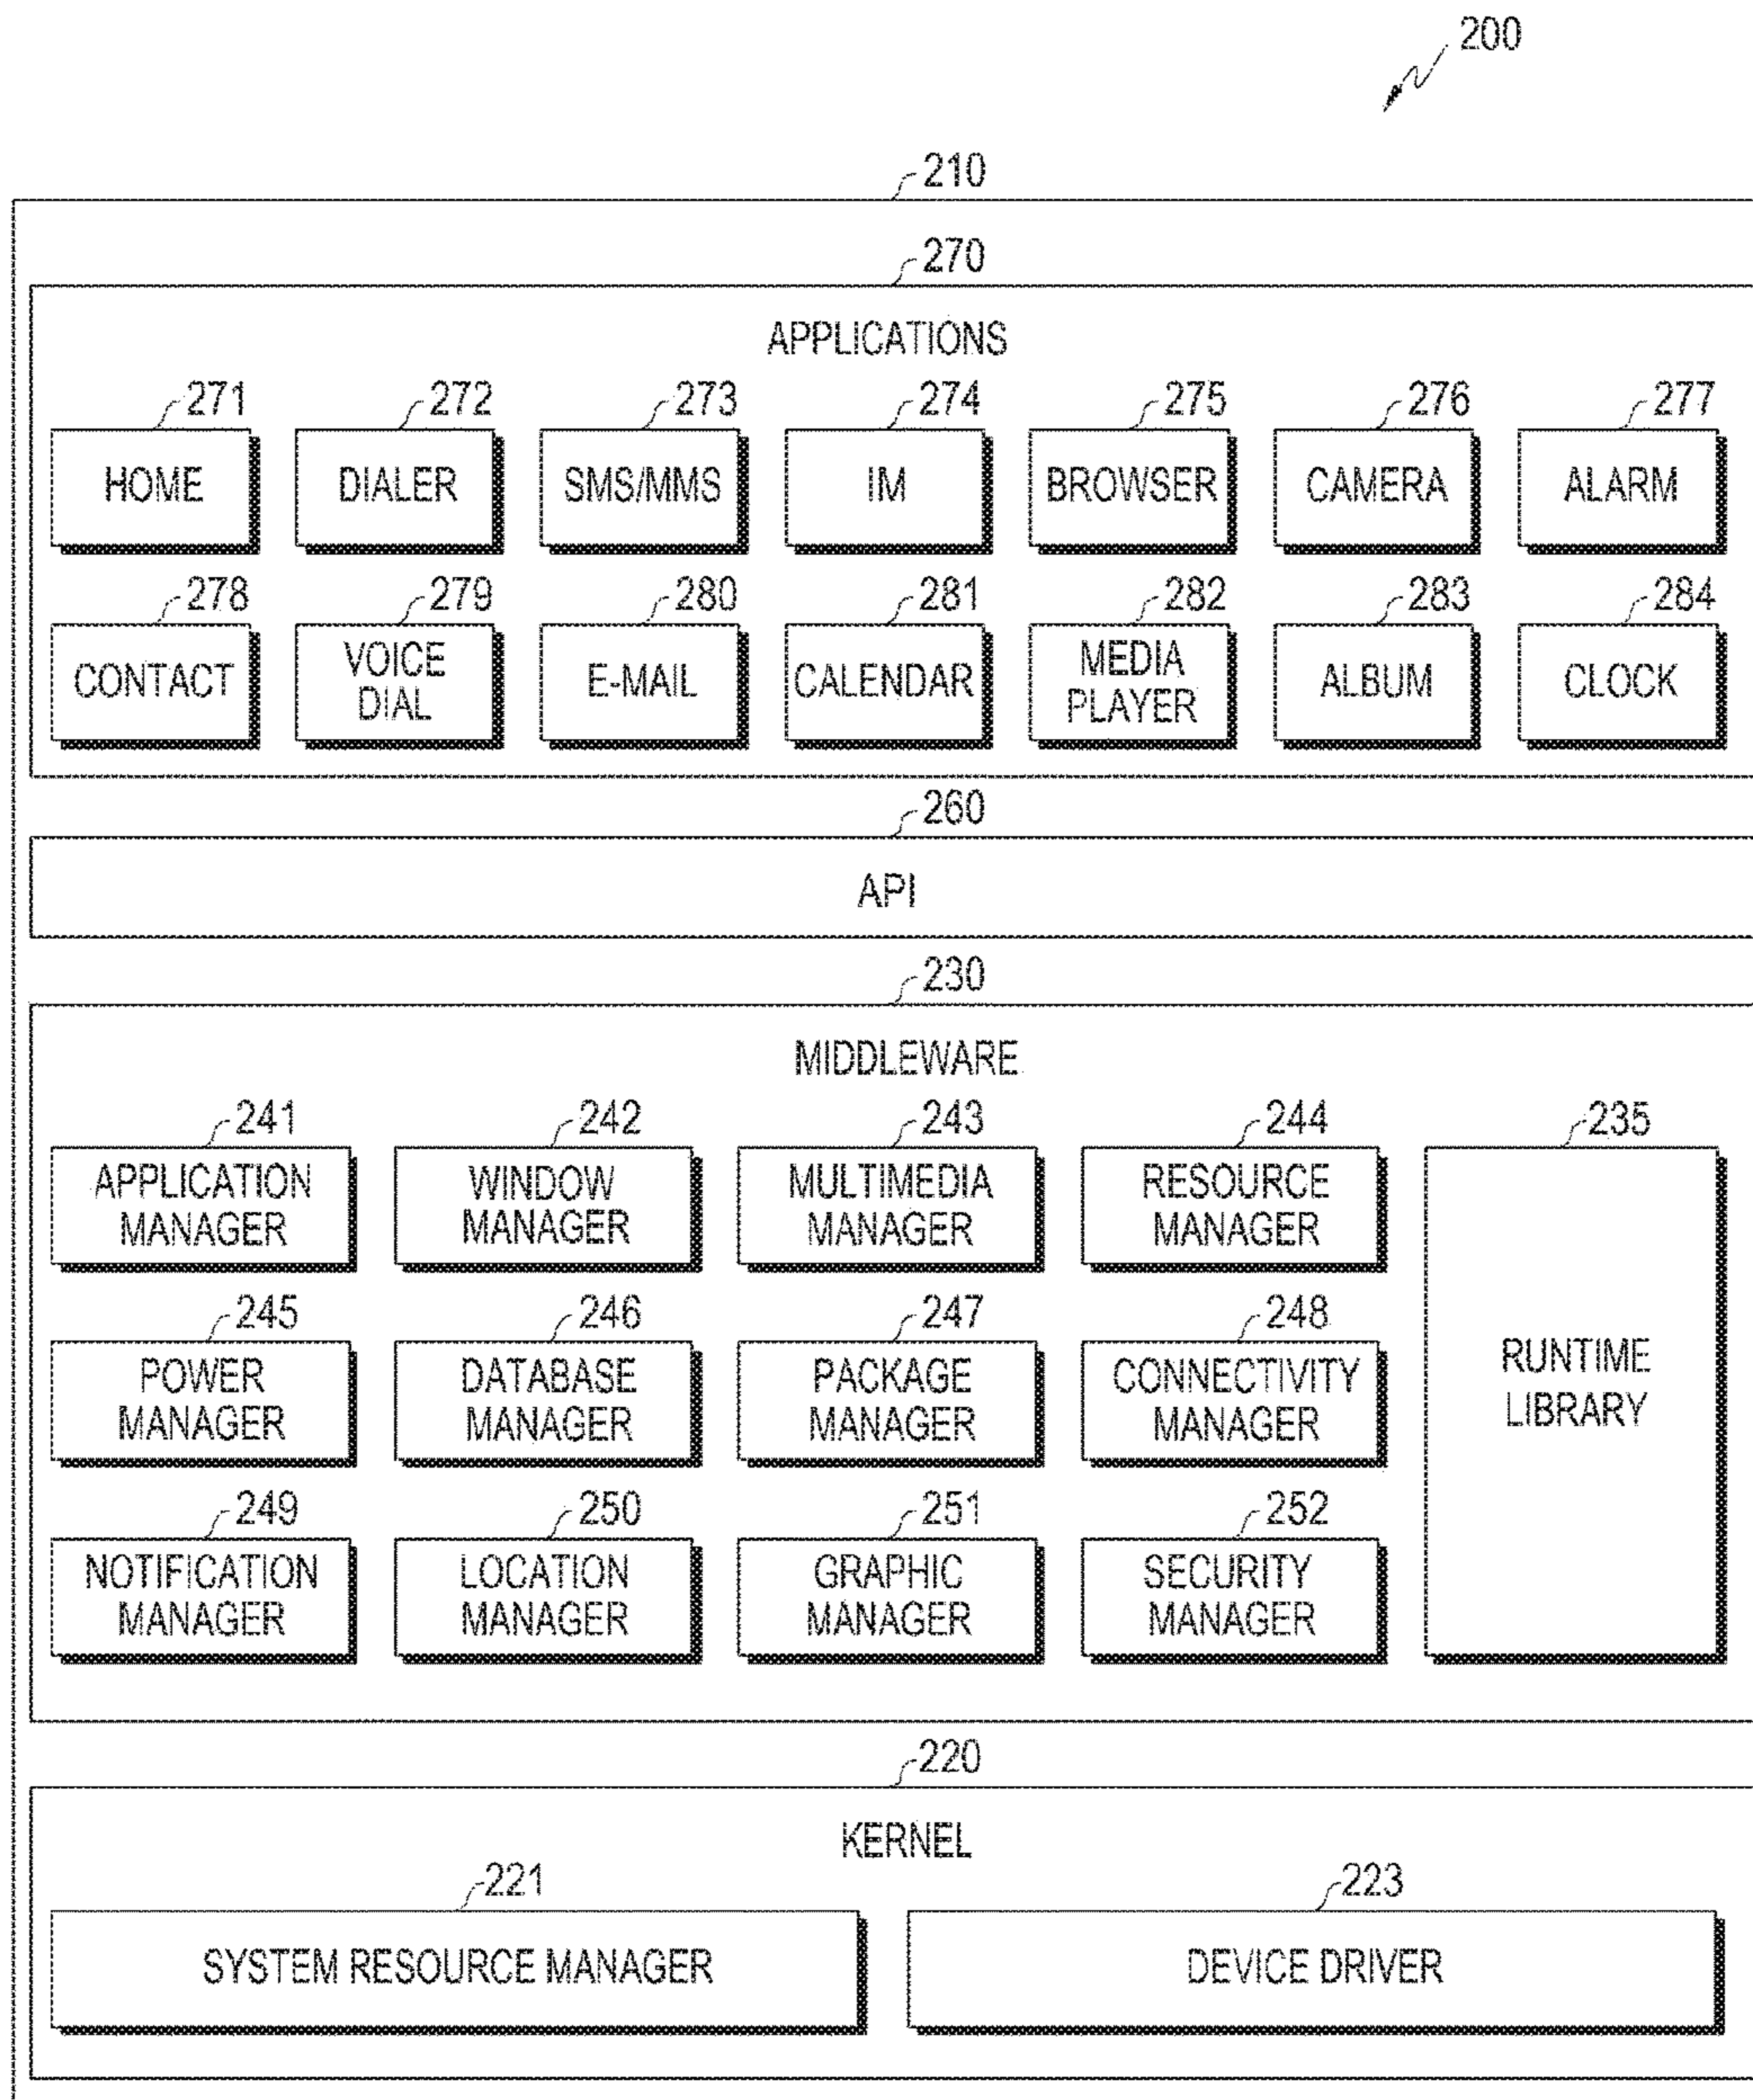 200
210
270
APPLICATIONS
271 272 273 274 275 276 277
HOME DIALER SMS/MMS IM BROWSER CAMERA ALARM
278 279 280 281 282 283 284
CONTACT VOICE DIAL E-MAIL CALENDAR MEDIA PLAYER ALBUM CLOCK
260
API
230
MIDDLEWARE
241 242 243 244 235
APPLICATION WINDOW MULTIMEDIA RESOURCE
MANAGER MANAGER MANAGER MANAGER
245 246 247 248
POWER DATABASE PACKAGE CONNECTIVITY
MANAGER MANAGER MANAGER MANAGER
RUNTIME
LIBRARY
249 250 251 252
NOTIFICATION LOCATION GRAPHIC SECURITY
MANAGER MANAGER MANAGER MANAGER
220
KERNEL
221 223
SYSTEM RESOURCE MANAGER DEVICE DRIVER